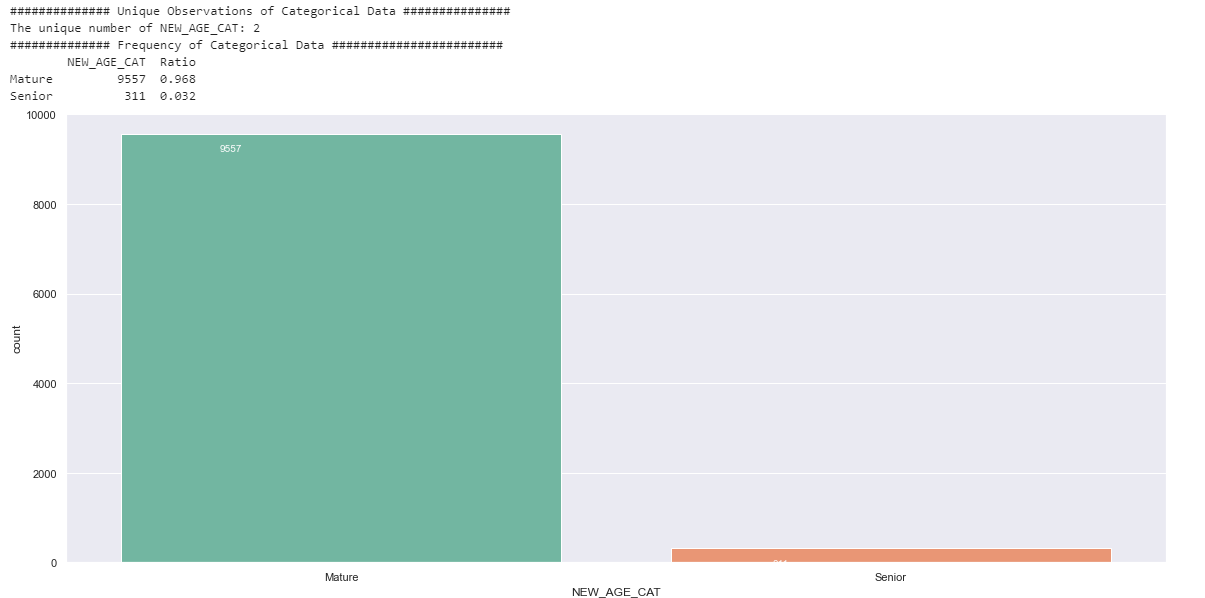 ############## Unique Observations of Categorical Data ###############
The unique number of NEW_AGE_CAT: 2
############## Frequency of Categorical Data ########################
NEW_AGE_CAT Ratio
Mature 9557 0.968
Senior 311 0.032
10000
9557
8000
6000
count
4000
2000
0
Mature Senior
NEW_AGE_CAT